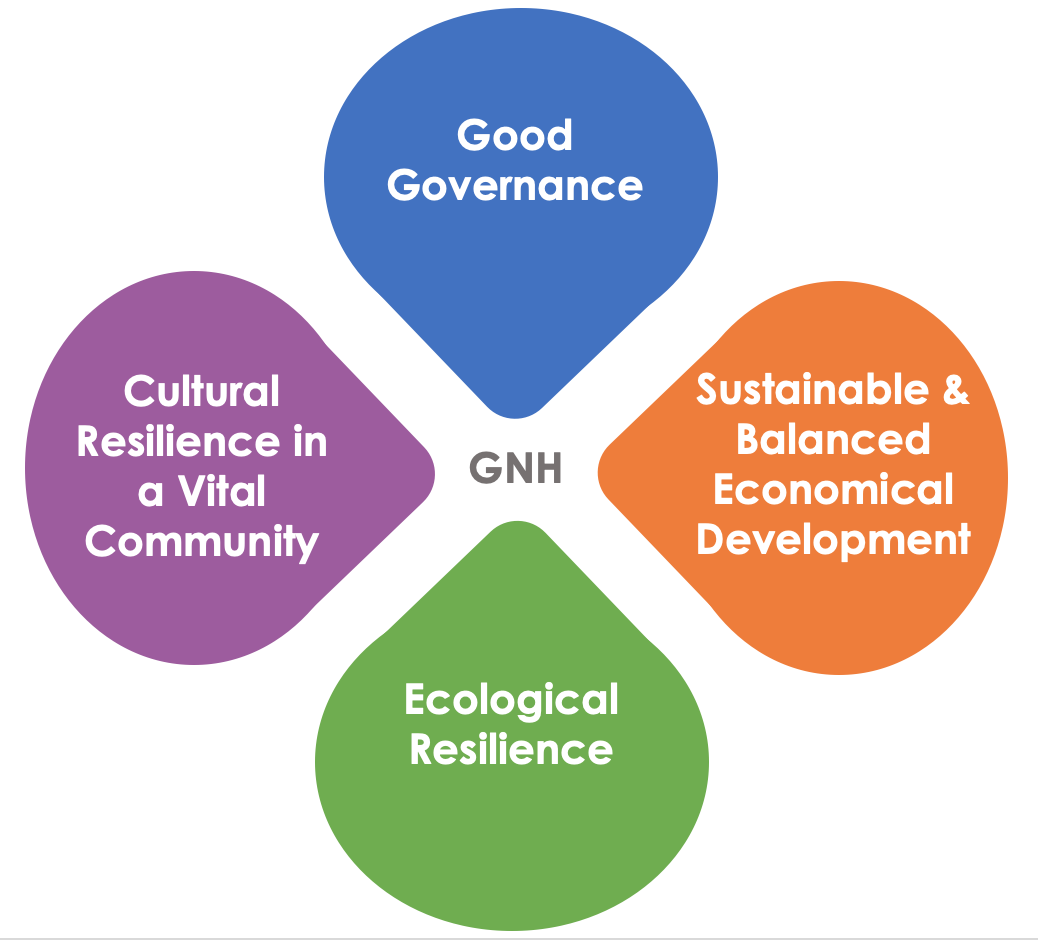 Good
Governance
Cultural
Resilience in
a Vital
Community
GNH
Sustainable &
Balanced
Economical
Development
Ecological
Resilience